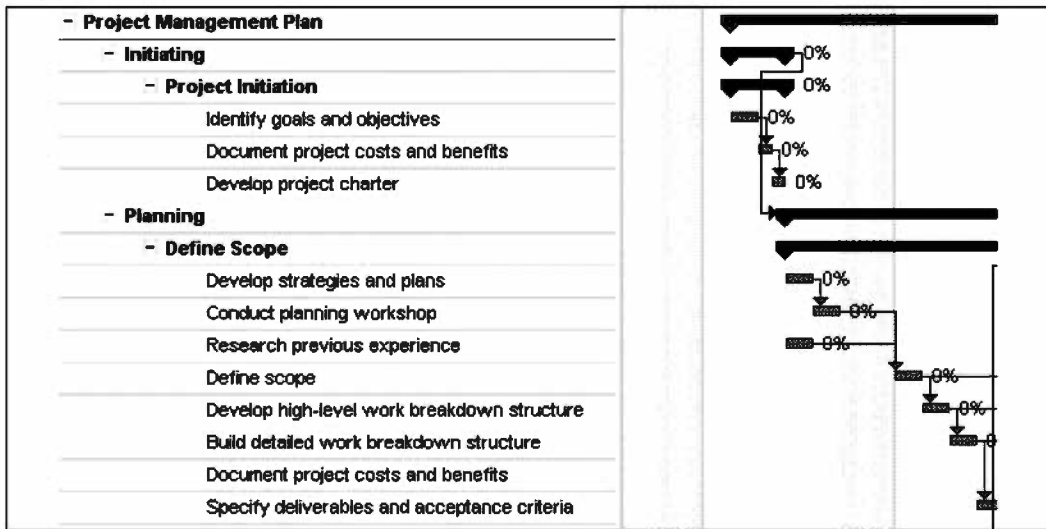 − Project Management Plan
− Initiating 0%
− Project Initiation 0%
Identify goals and objectives 0%
Document project costs and benefits 0%
Develop project charter 0%
− Planning
− Define Scope
Develop strategies and plans 0%
Conduct planning workshop 0%
Research previous experience 0%
Define scope 0%
Develop high-level work breakdown structure 0%
Build detailed work breakdown structure 0
Document project costs and benefits
Specify deliverables and acceptance criteria